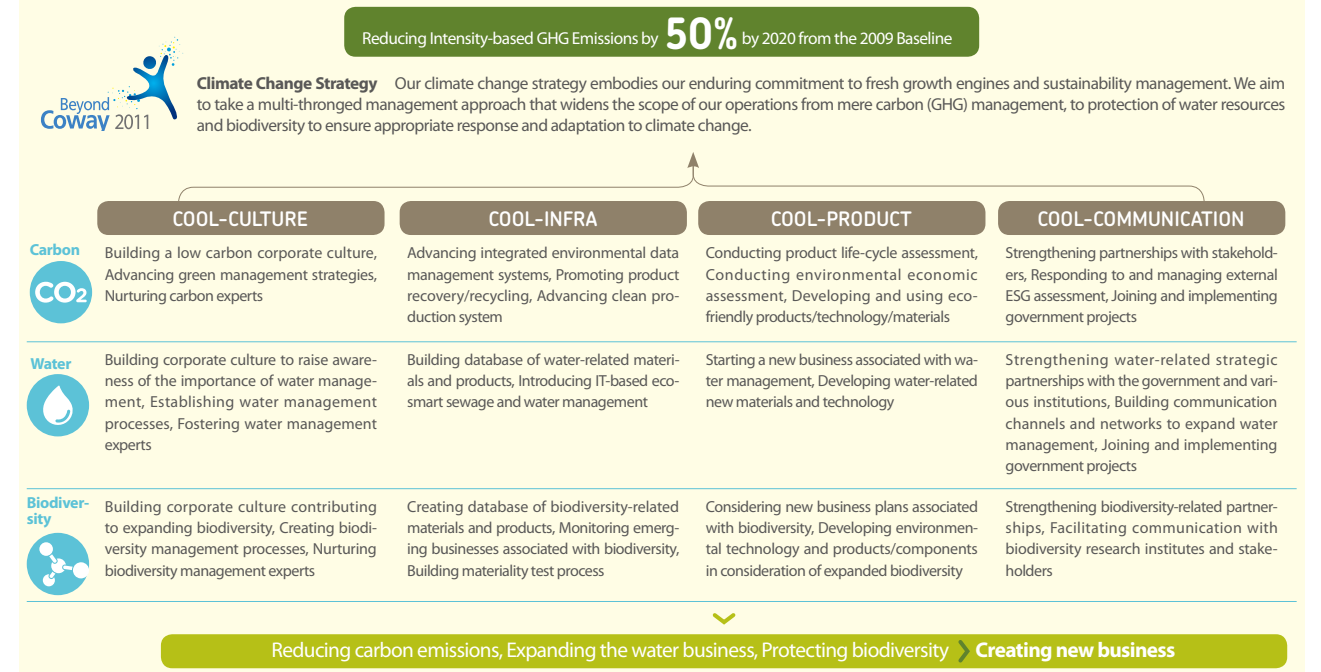 Reducing Intensity-based GHG Emissions by 50% by 2020 from the 2009 Baseline
Beyond
Coway 2011
Climate Change Strategy Our climate change strategy embodies our enduring commitment to fresh growth engines and sustainability management. We aim
to take a multi-thronged management approach that widens the scope of our operations from mere carbon (GHG) management, to protection of water resources
and biodiversity to ensure appropriate response and adaptation to climate change.
COOL-CULTURE
COOL-INFRA
COOL-PRODUCT
COOL-COMMUNICATION
Carbon
CO2
Building a low carbon corporate culture,
Advancing green management strategies,
Nurturing carbon experts
Advancing integrated environmental data
management systems, Promoting product
recovery/recycling, Advancing clean pro-
duction system
Conducting product life-cycle assessment,
Conducting environmental economic
assessment, Developing and using eco-
friendly products/technology/materials
Strengthening partnerships with stakehold-
ers, Responding to and managing external
ESG assessment, Joining and implementing
government projects
Water
Building corporate culture to raise aware-
ness of the importance of water manage-
ment, Establishing water management
processes, Fostering water management
experts
Building database of water-related materi-
als and products, Introducing IT-based eco-
smart sewage and water management
Starting a new business associated with wa-
ter management, Developing water-related
new materials and technology
Strengthening water-related strategic
partnerships with the government and vari-
ous institutions, Building communication
channels and networks to expand water
management, Joining and implementing
government projects
Biodiver-
sity
Building corporate culture contributing
to expanding biodiversity, Creating biodi-
versity management processes, Nurturing
biodiversity management experts
Creating database of biodiversity-related
materials and products, Monitoring emerg-
ing businesses associated with biodiversity,
Building materiality test process
Considering new business plans associated
with biodiversity, Developing environmen-
tal technology and products/components
in consideration of expanded biodiversity
Strengthening biodiversity-related partner-
ships, Facilitating communication with
biodiversity research institutes and stake-
holders
Reducing carbon emissions, Expanding the water business, Protecting biodiversity Creating new business